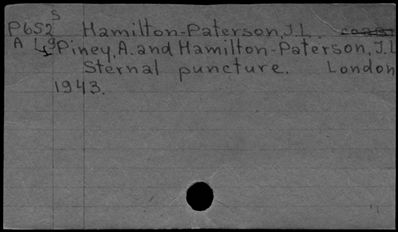 S
P652 Hamilton-Paterson, J.L.
A Piney, A. and Hamilton-Paterson, J.L
Sternal puncture. London
1943.